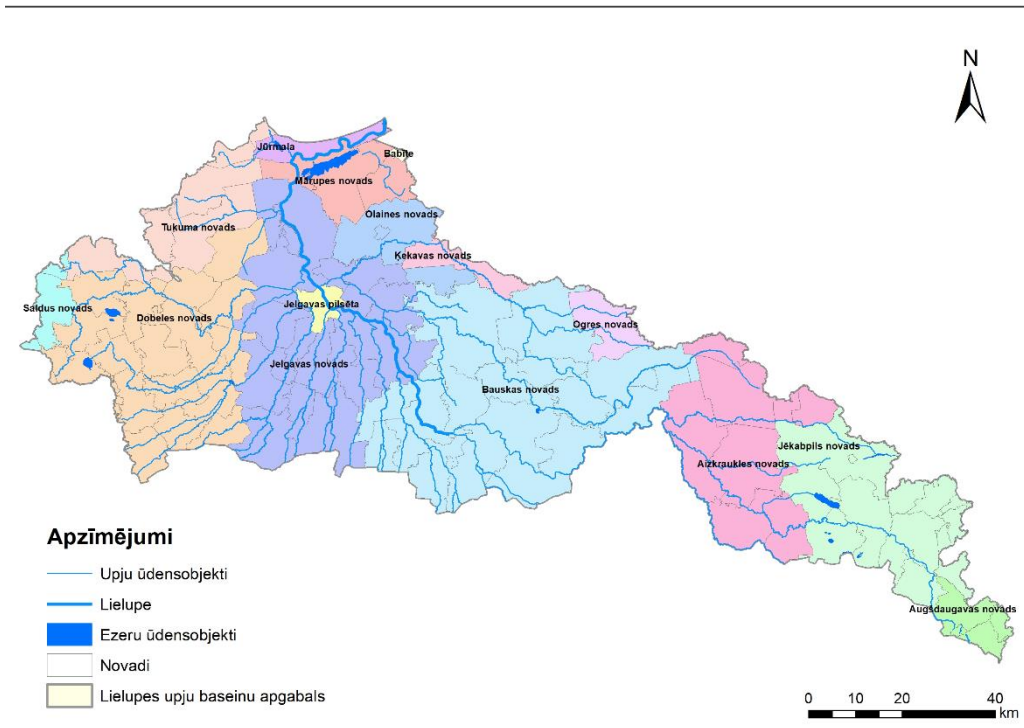 N
Jūrmala
Babīte
Mārupes novads
Olaines novads
Tukuma novads
Ķekavas novads
Saldus novads
Dobeles novads
Jelgavas pilsēta
Ogres novads
Jelgavas novads
Bauskas novads
Jēkabpils novads
Aizkraukles novads
Augšdaugavas novads
Apzīmējumi
Upju ūdensobjekti
Lielupe
Ezeru ūdensobjekti
Novadi
Lielupes upju baseinu apgabals
0 10 20 40
km